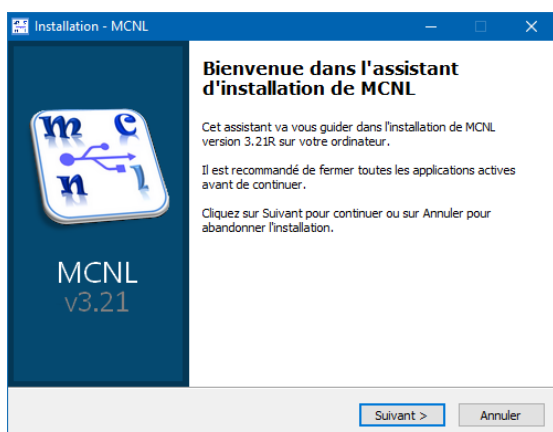 Installation - MCNL
Bienvenue dans l'assistant
d'installation de MCNL
Cet assistant va vous guider dans l'installation de MCNL
version 3.21R sur votre ordinateur.
Il est recommandé de fermer toutes les applications actives
avant de continuer.
Cliquez sur Suivant pour continuer ou sur Annuler pour
abandonner l'installation.
m c
n l
MCNL
v3.21
Suivant >
Annuler